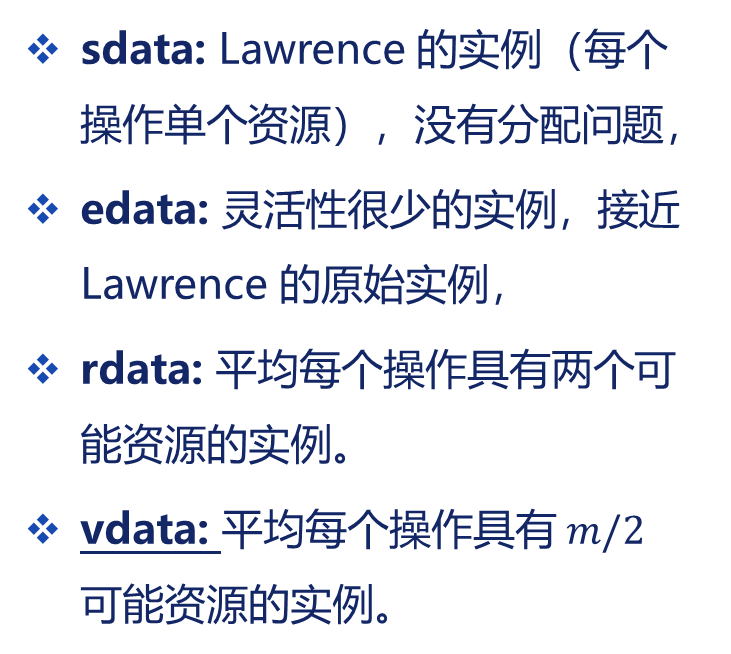 ❖ sdata: Lawrence 的实例（每个
操作单个资源），没有分配问题，
❖ edata: 灵活性很少的实例，接近
Lawrence 的原始实例，
❖ rdata: 平均每个操作具有两个可
能资源的实例。
❖ vdata: 平均每个操作具有 m/2
可能资源的实例。